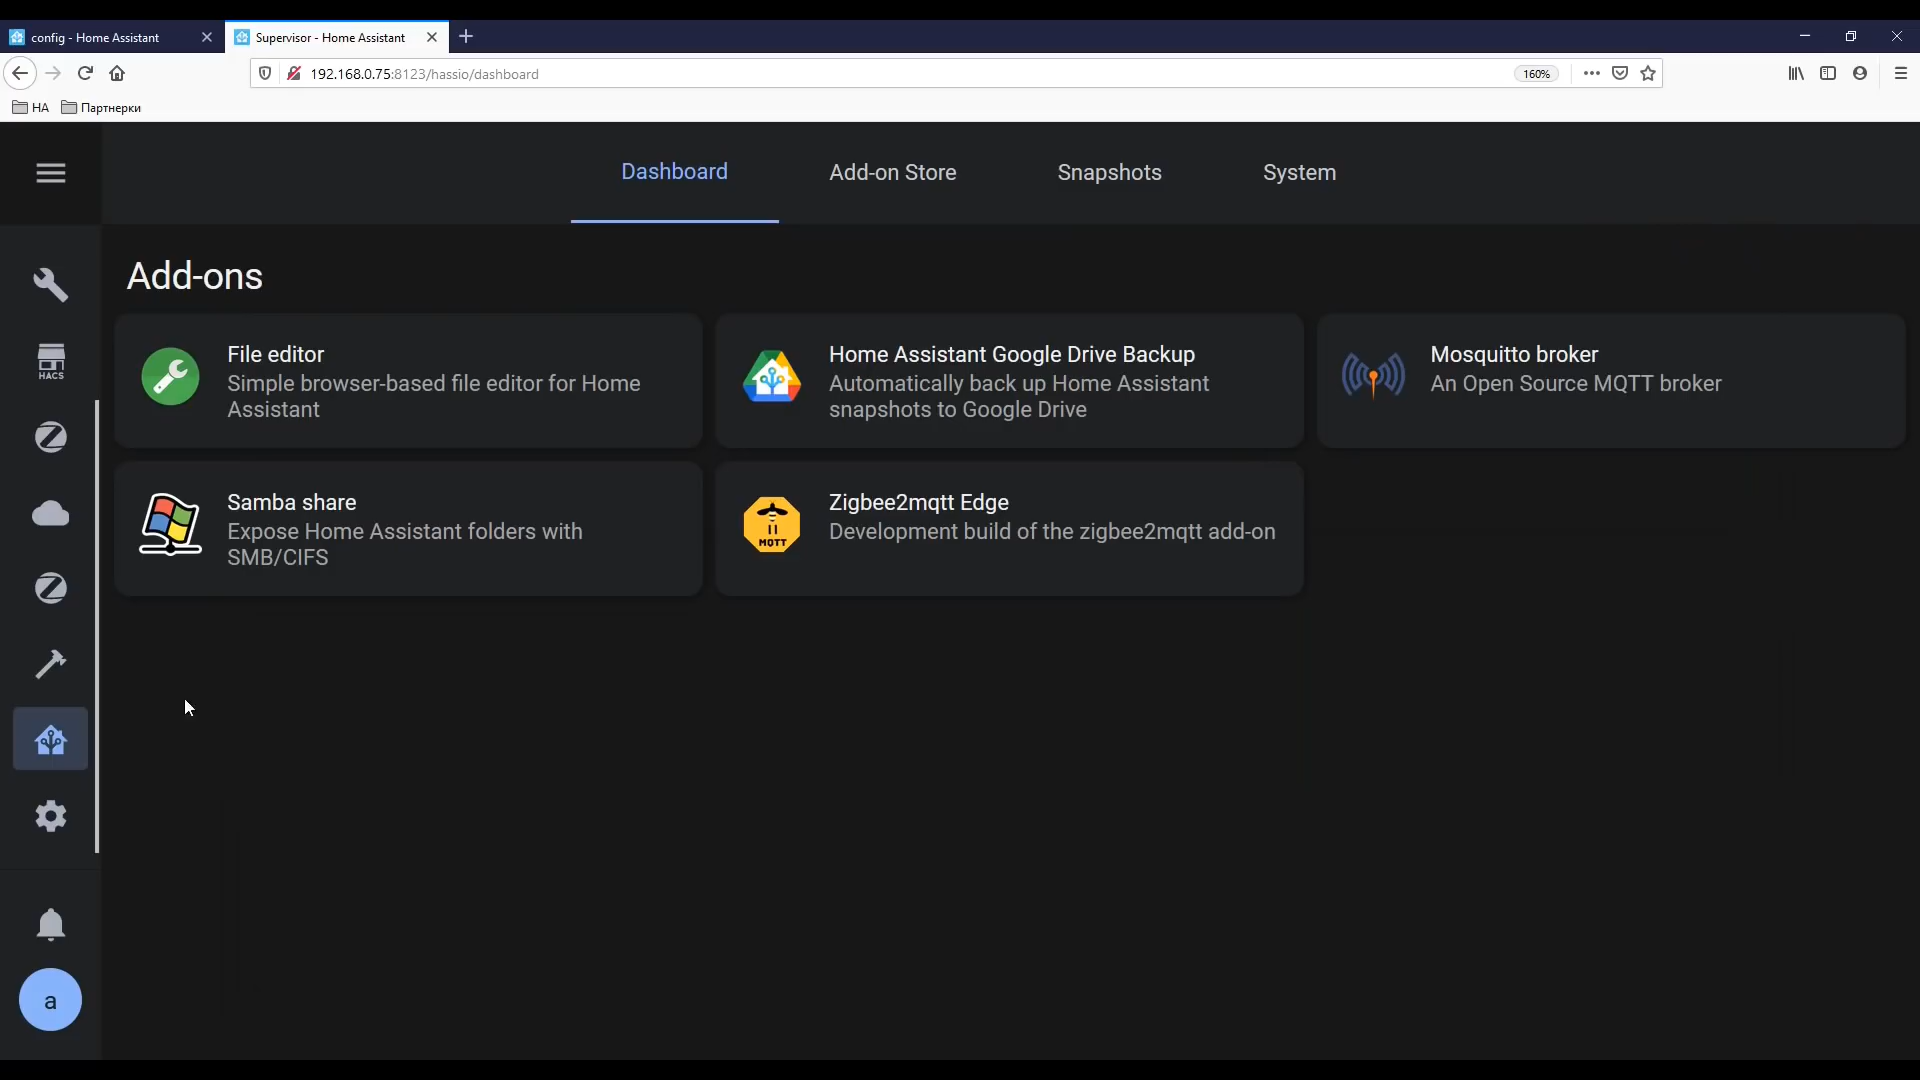 config - Home Assistant
Supervisor - Home Assistant
192.168.0.75:8123/hassio/dashboard
160%
HA
Партнерки
Dashboard
Add-on Store
Snapshots
System
HACS
Add-ons
File editor
Simple browser-based file editor for Home
Assistant
Home Assistant Google Drive Backup
Automatically back up Home Assistant
snapshots to Google Drive
Mosquitto broker
An Open Source MQTT broker
Samba share
Expose Home Assistant folders with
SMB/CIFS
MQTT
Zigbee2mqtt Edge
Development build of the zigbee2mqtt add-on
a